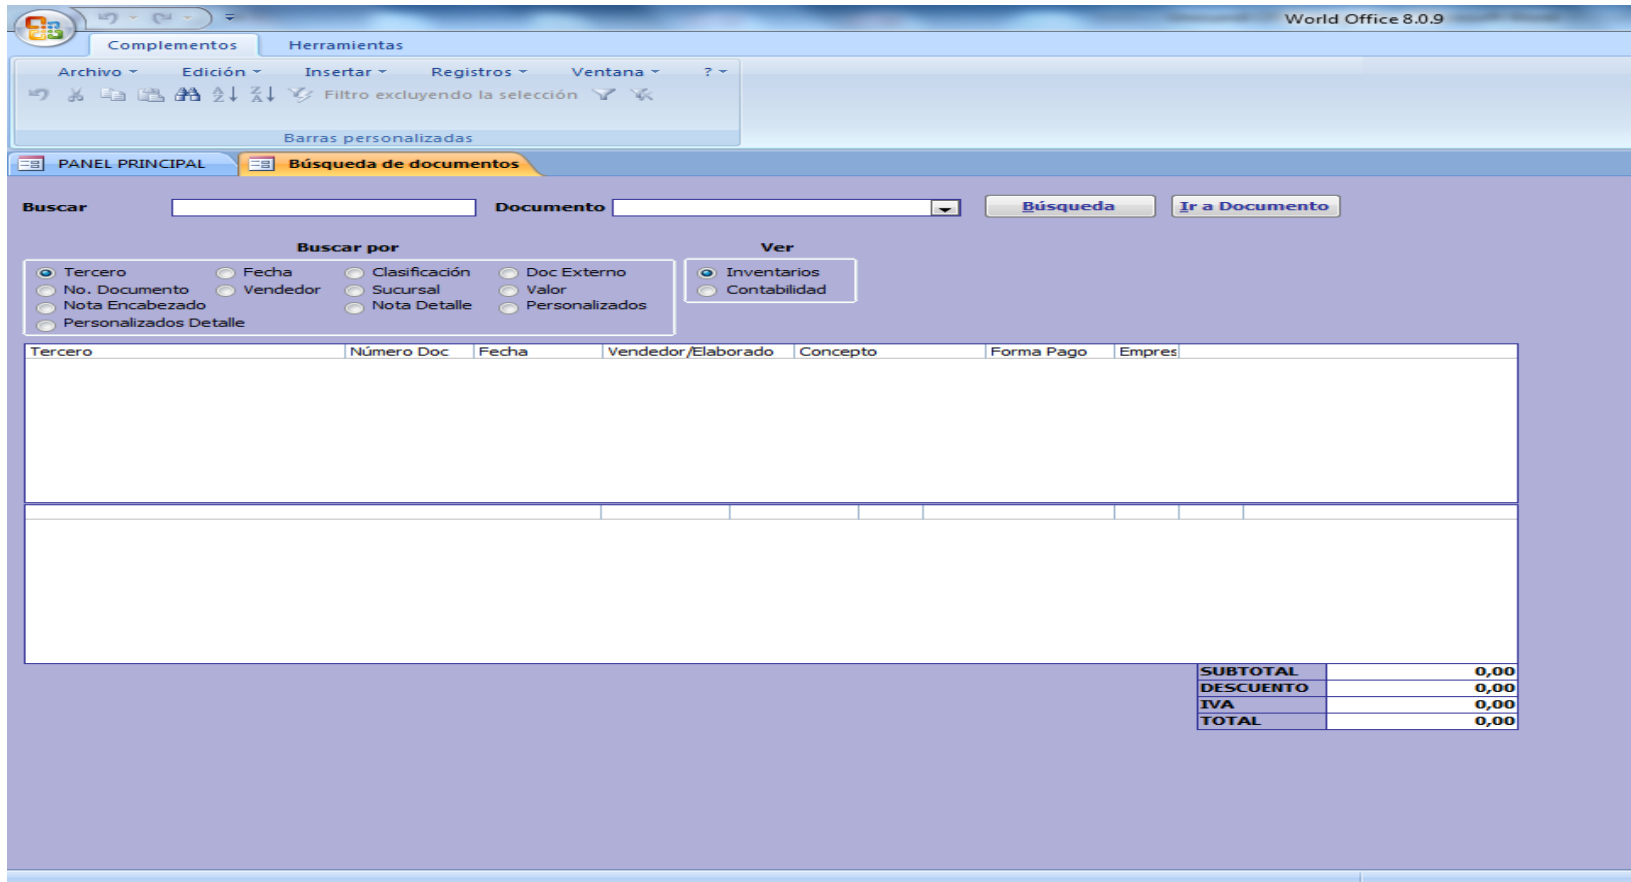 World Office 8.0.9
Complementos Herramientas
Archivo Edición Insertar Registros Ventana ?
Filtro excluyendo la selección
Barras personalizadas
PANEL PRINCIPAL Búsqueda de documentos
Buscar Documento Búsqueda Ir a Documento
Buscar por Ver
Tercero Fecha Clasificación Doc Externo Inventarios
No. Documento Vendedor Sucursal Valor Contabilidad
Nota Encabezado Nota Detalle Personalizados
Personalizados Detalle
Tercero Número Doc Fecha Vendedor/Elaborado Concepto Forma Pago Empres
SUBTOTAL 0,00
DESCUENTO 0,00
IVA 0,00
TOTAL 0,00